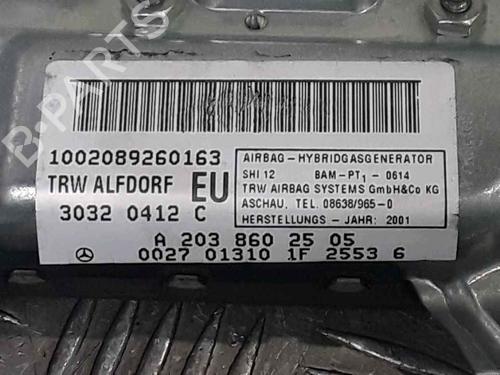 B-PARTS
1002089260163
TRW ALFDORF EU
3032 0412 C
AIRBAG - HYBRIDGASGENERATOR
SHI 12 BAM-PT1 - 0614
TRW AIRBAG SYSTEMS GmbH&Co KG
ASCHAU, TEL. 08638/965-0
HERSTELLUNGS - JAHR: 2001
A 203 860 25 05
0027 01310 1F 2553 6